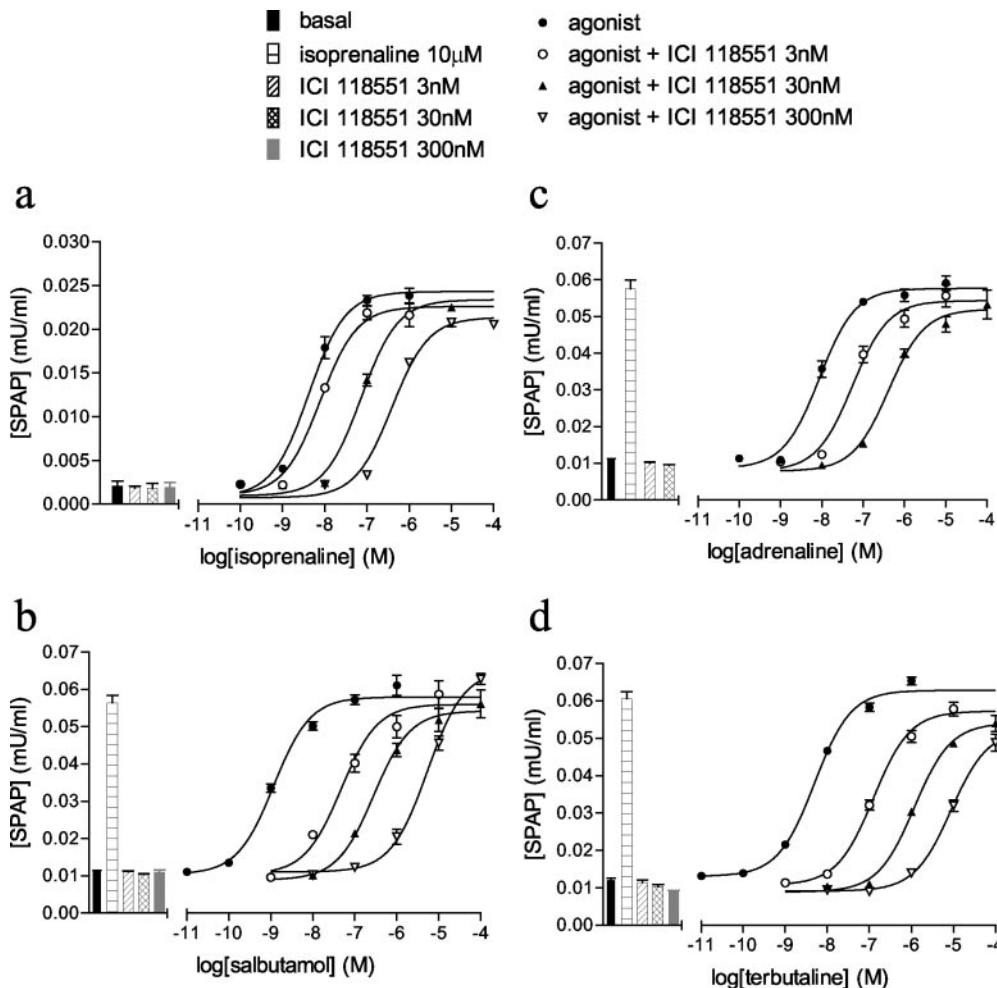 basal
isoprenaline 10μM
ICI 118551 3nM
ICI 118551 30nM
ICI 118551 300nM
agonist
agonist + ICI 118551 3nM
agonist + ICI 118551 30nM
agonist + ICI 118551 300nM
a
[SPAP] (mU/ml)
0.030
0.025
0.020
0.015
0.010
0.005
0.000
-11 -10 -9 -8 -7 -6 -5 -4
log[isoprenaline] (M)
c
[SPAP] (mU/ml)
0.07
0.06
0.05
0.04
0.03
0.02
0.01
0.00
-11 -10 -9 -8 -7 -6 -5 -4
log[adrenaline] (M)
b
[SPAP] (mU/ml)
0.07
0.06
0.05
0.04
0.03
0.02
0.01
0.00
-11 -10 -9 -8 -7 -6 -5 -4
log[salbutamol] (M)
d
[SPAP] (mU/ml)
0.07
0.06
0.05
0.04
0.03
0.02
0.01
0.00
-11 -10 -9 -8 -7 -6 -5 -4
log[terbutaline] (M)